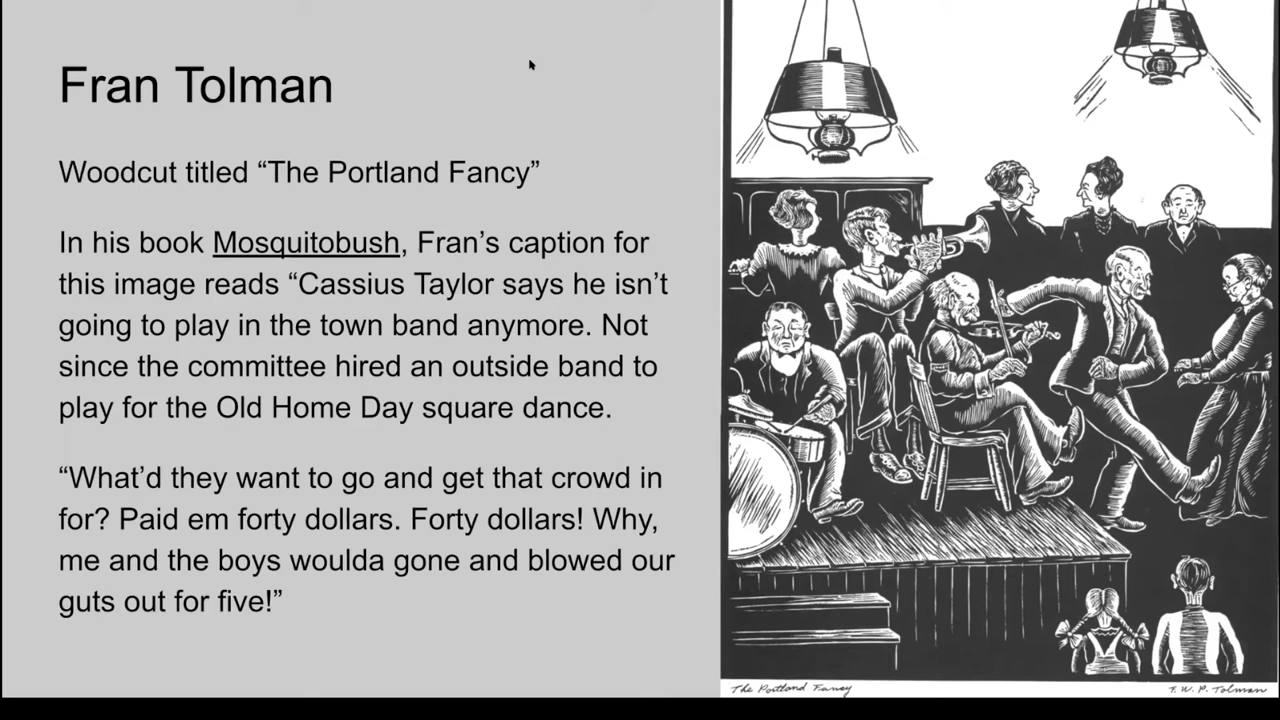 Fran Tolman
Woodcut titled “The Portland Fancy”
In his book Mosquitobush, Fran’s caption for
this image reads “Cassius Taylor says he isn’t
going to play in the town band anymore. Not
since the committee hired an outside band to
play for the Old Home Day square dance.
“What’d they want to go and get that crowd in
for? Paid em forty dollars. Forty dollars! Why,
me and the boys woulda gone and blowed our
guts out for five!”
The Portland Fancy
F. W. P. Tolman